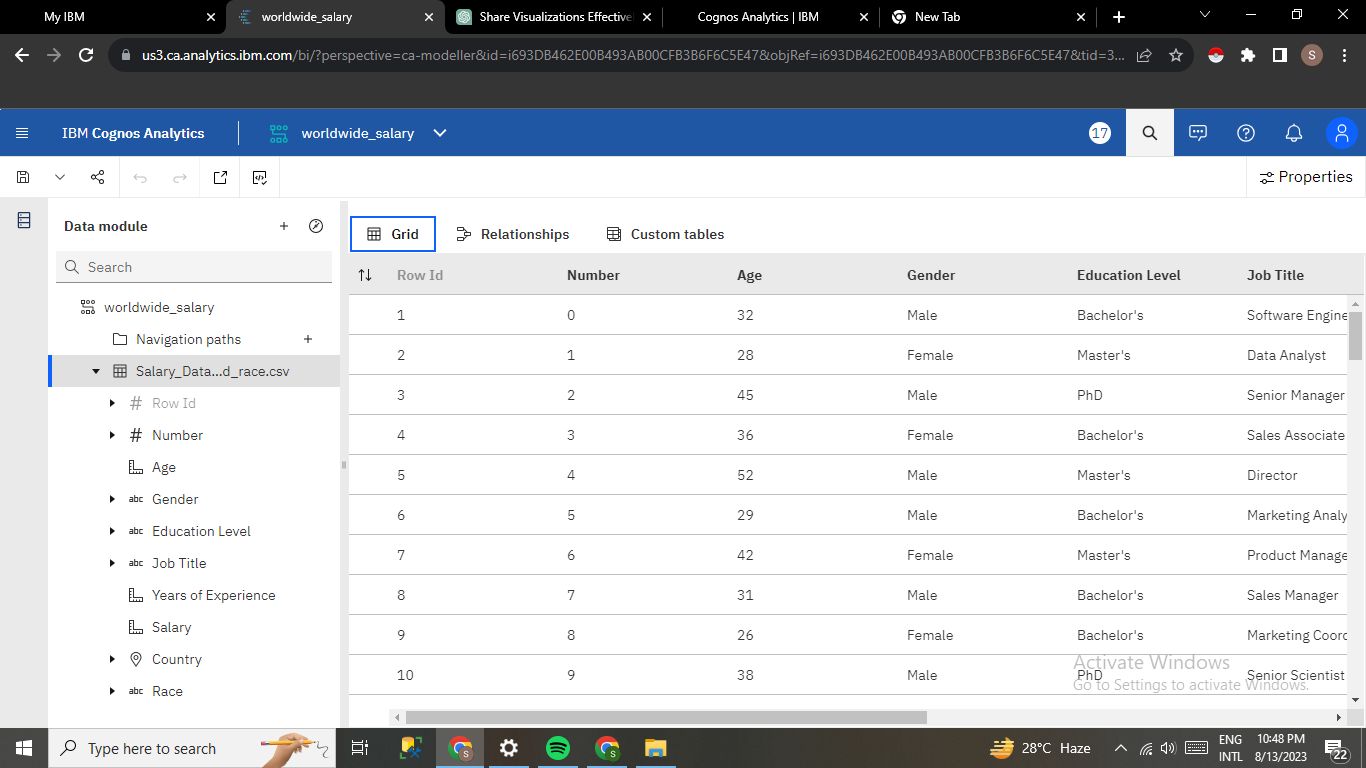 My IBM
worldwide_salary
Share Visualizations Effective
Cognos Analytics | IBM
New Tab
us3.ca.analytics.ibm.com/bi/?perspective=ca-modeller&id=i693DB462E00B493AB00CFB3B6F6C5E47&objRef=i693DB462E00B493AB00CFB3B6F6C5E47&tid=3...
S
IBM Cognos Analytics
worldwide_salary
17
Properties
Data module
Search
worldwide_salary
Navigation paths
Salary_Data...d_race.csv
# Row Id
# Number
Age
abc Gender
abc Education Level
abc Job Title
Years of Experience
Salary
Country
abc Race
Grid
Relationships
Custom tables
Row Id Number Age Gender Education Level Job Title
1 0 32 Male Bachelor's Software Engine
2 1 28 Female Master's Data Analyst
3 2 45 Male PhD Senior Manager
4 3 36 Female Bachelor's Sales Associate
5 4 52 Male Master's Director
6 5 29 Male Bachelor's Marketing Analy
7 6 42 Female Master's Product Manage
8 7 31 Male Bachelor's Sales Manager
9 8 26 Female Bachelor's Marketing Coord
10 9 38 Male PhD Senior Scientist
Activate Windows
Go to Settings to activate Windows.
Type here to search
28°C Haze
ENG
INTL
10:48 PM
8/13/2023
22